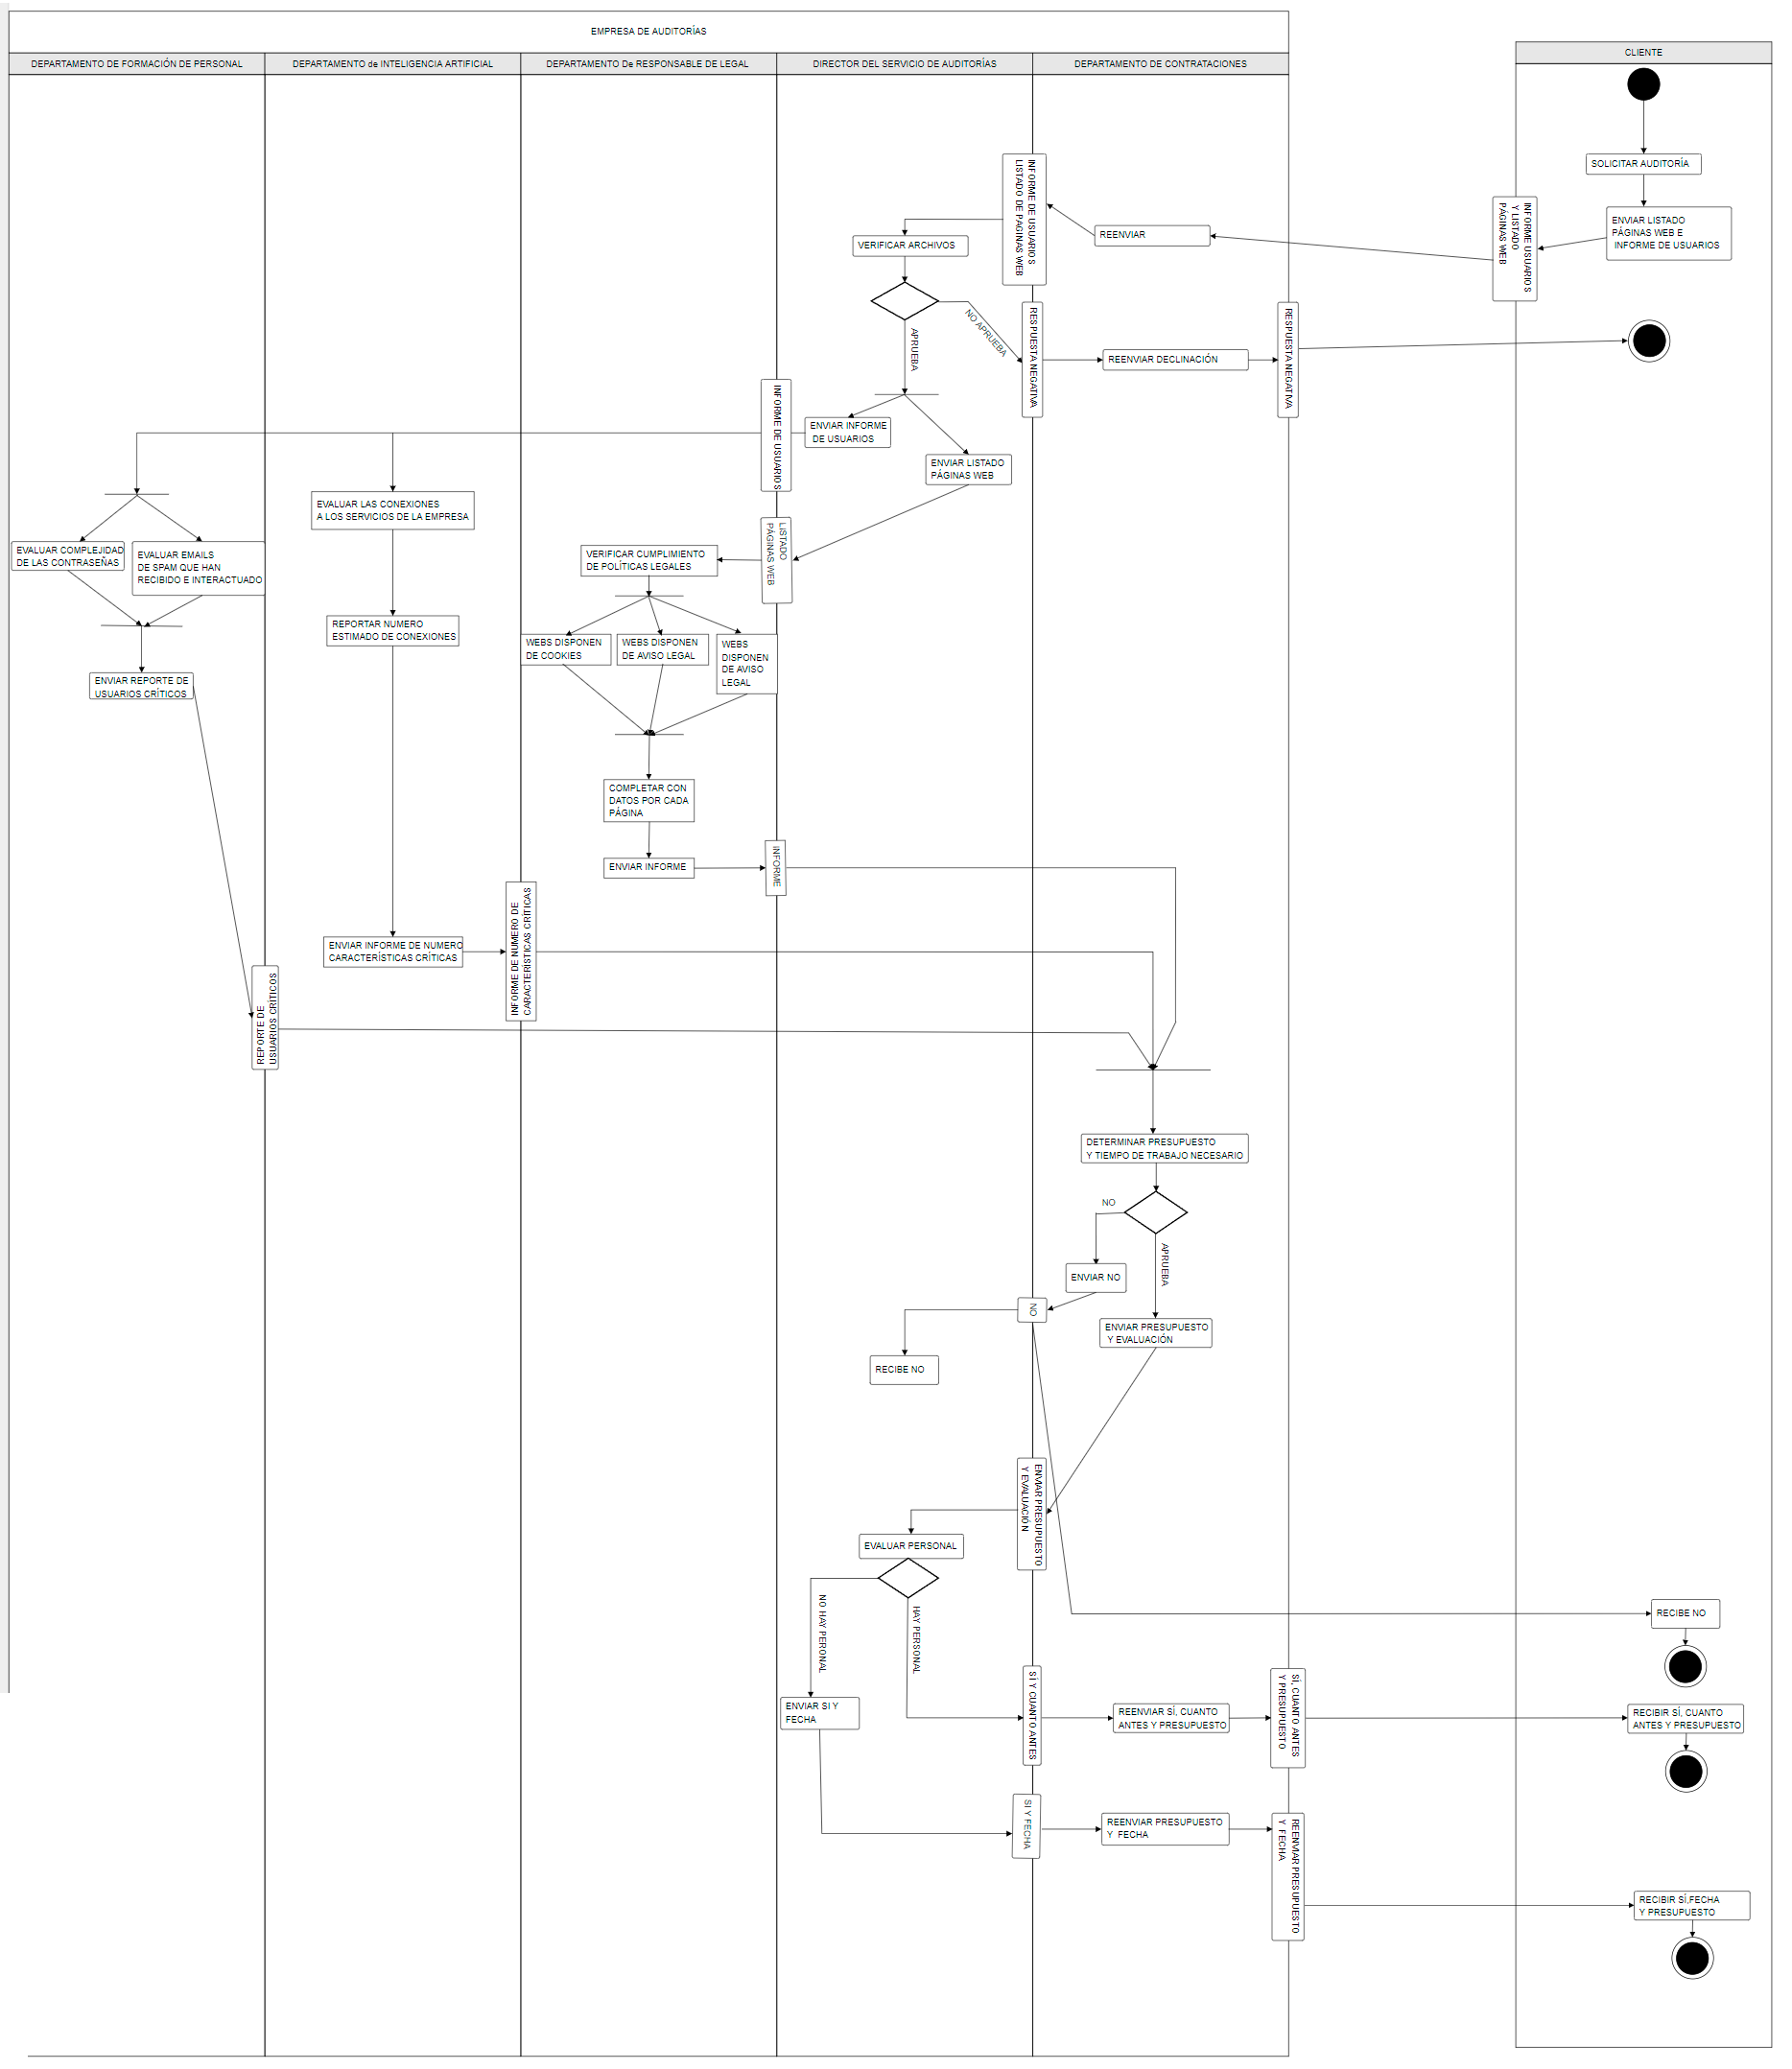 EMPRESA DE AUDITORÍAS
CLIENTE
DEPARTAMENTO DE FORMACIÓN DE PERSONAL
DEPARTAMENTO de INTELIGENCIA ARTIFICIAL
DEPARTAMENTO De RESPONSABLE DE LEGAL
DIRECTOR DEL SERVICIO DE AUDITORÍAS
DEPARTAMENTO DE CONTRATACIONES
SOLICITAR AUDITORÍA
ENVIAR LISTADO
PÁGINAS WEB E
INFORME DE USUARIOS
INFORME USUARIOS
Y LISTADO
PÁGINAS WEB
REENVIAR
INFORME DE USUARIOS
LISTADO DE PAGINAS WEB
VERIFICAR ARCHIVOS
NO APRUEBA
APRUEBA
RESPUESTA NEGATIVA
REENVIAR DECLINACIÓN
RESPUESTA NEGATIVA
ENVIAR INFORME
DE USUARIOS
INFORME DE USUARIOS
ENVIAR LISTADO
PÁGINAS WEB
LISTADO
PÁGINAS WEB
EVALUAR LAS CONEXIONES
A LOS SERVICIOS DE LA EMPRESA
EVALUAR COMPLEJIDAD
DE LAS CONTRASEÑAS
EVALUAR EMAILS
DE SPAM QUE HAN
RECIBIDO E INTERACTUADO
VERIFICAR CUMPLIMIENTO
DE POLÍTICAS LEGALES
REPORTAR NUMERO
ESTIMADO DE CONEXIONES
WEBS DISPONEN
DE COOKIES
WEBS DISPONEN
DE AVISO LEGAL
WEBS
DISPONEN
DE AVISO
LEGAL
ENVIAR REPORTE DE
USUARIOS CRÍTICOS
COMPLETAR CON
DATOS POR CADA
PÁGINA
ENVIAR INFORME
INFORME
ENVIAR INFORME DE NUMERO
CARACTERÍSTICAS CRÍTICAS
INFORME DE NUMERO DE
CARACTERÍSTICAS CRÍTICAS
REPORTE DE
USUARIOS CRÍTICOS
DETERMINAR PRESUPUESTO
Y TIEMPO DE TRABAJO NECESARIO
NO
APRUEBA
ENVIAR NO
NO
ENVIAR PRESUPUESTO
Y EVALUACIÓN
RECIBE NO
ENVIAR PRESUPUESTO
Y EVALUACIÓN
EVALUAR PERSONAL
NO HAY PERONAL
HAY PERSONAL
RECIBE NO
ENVIAR SI Y
FECHA
SÍ Y CUANTO ANTES
REENVIAR SÍ, CUANTO
ANTES Y PRESUPUESTO
SÍ, CUANTO ANTES
Y PRESUPUESTO
RECIBIR SÍ, CUANTO
ANTES Y PRESUPUESTO
SI Y FECHA
REENVIAR PRESUPUESTO
Y FECHA
REENVIAR PRESUPUESTO
Y FECHA
RECIBIR SÍ,FECHA
Y PRESUPUESTO